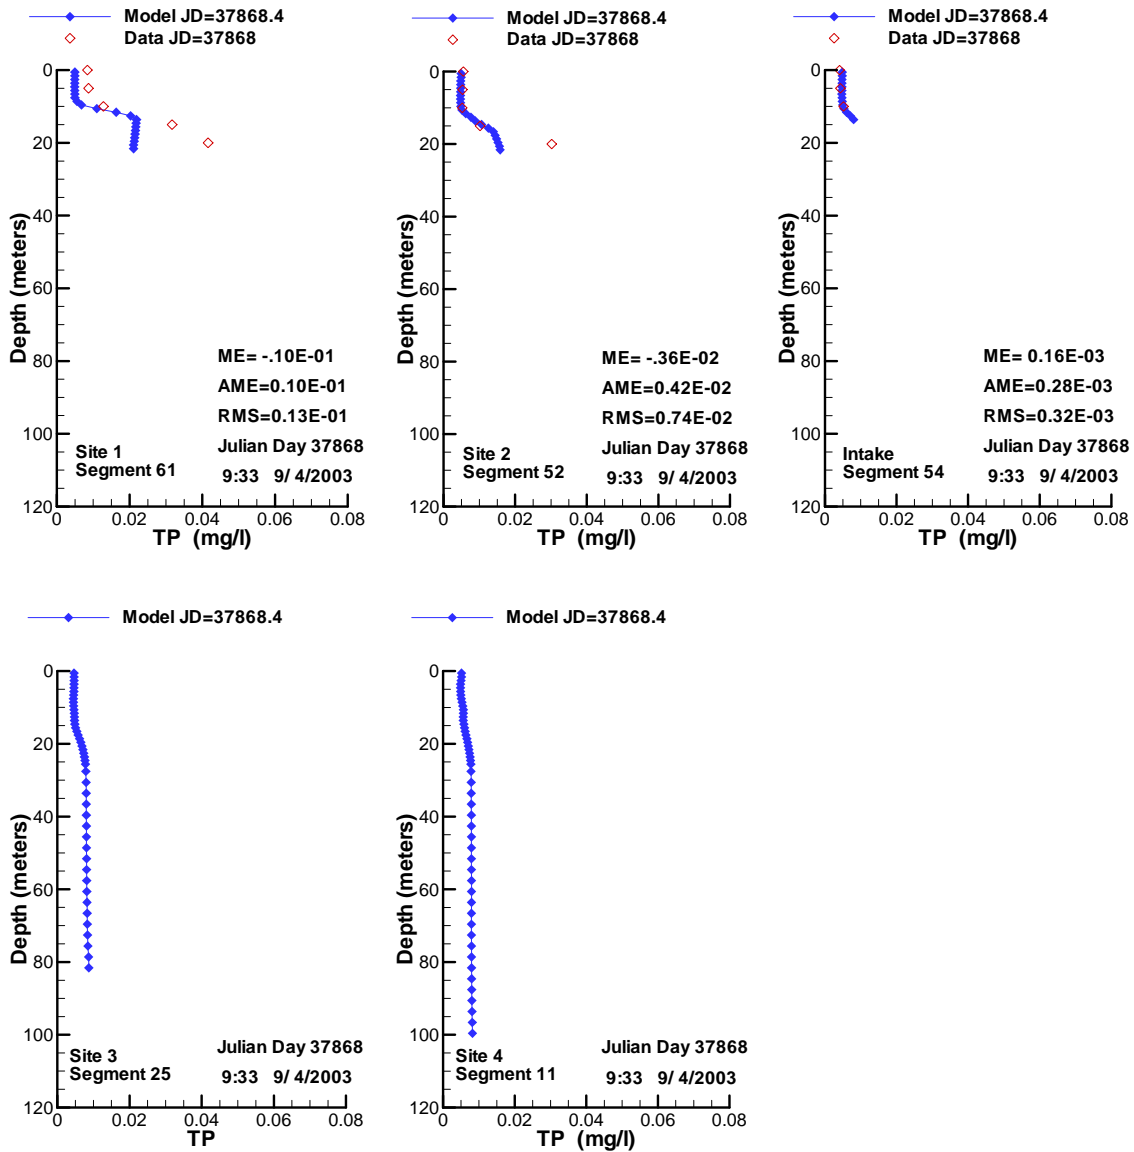 Model JD=37868.4
Data JD=37868
0
20
40
60
80
100
120
Depth (meters)
ME= -.10E-01
AME=0.10E-01
RMS=0.13E-01
Site 1
Segment 61
Julian Day 37868
9:33 9/ 4/2003
0 0.02 0.04 0.06 0.08
TP (mg/l)
Model JD=37868.4
Data JD=37868
0
20
40
60
80
100
120
Depth (meters)
ME= -.36E-02
AME=0.42E-02
RMS=0.74E-02
Site 2
Segment 52
Julian Day 37868
9:33 9/ 4/2003
0 0.02 0.04 0.06 0.08
TP (mg/l)
Model JD=37868.4
Data JD=37868
0
20
40
60
80
100
120
Depth (meters)
ME= 0.16E-03
AME=0.28E-03
RMS=0.32E-03
Intake
Segment 54
Julian Day 37868
9:33 9/ 4/2003
0 0.02 0.04 0.06 0.08
TP (mg/l)
Model JD=37868.4
0
20
40
60
80
100
120
Depth (meters)
Site 3
Segment 25
Julian Day 37868
9:33 9/ 4/2003
0 0.02 0.04 0.06 0.08
TP
Model JD=37868.4
0
20
40
60
80
100
120
Depth (meters)
Site 4
Segment 11
Julian Day 37868
9:33 9/ 4/2003
0 0.02 0.04 0.06 0.08
TP (mg/l)